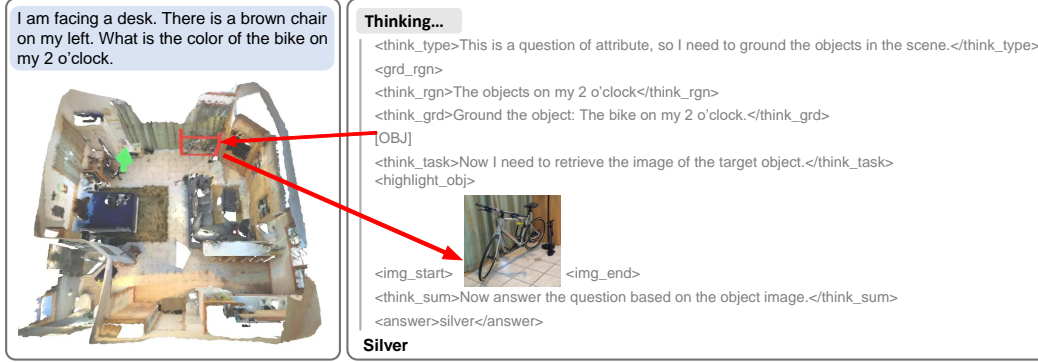 I am facing a desk. There is a brown chair
on my left. What is the color of the bike on
my 2 o'clock.
Thinking...
<think_type>This is a question of attribute, so I need to ground the objects in the scene.</think_type>
<grd_rgn>
<think_rgn>The objects on my 2 o'clock</think_rgn>
<think_grd>Ground the object: The bike on my 2 o'clock.</think_grd>
[OBJ]
<think_task>Now I need to retrieve the image of the target object.</think_task>
<highlight_obj>
<img_start> <img_end>
<think_sum>Now answer the question based on the object image.</think_sum>
<answer>silver</answer>
Silver